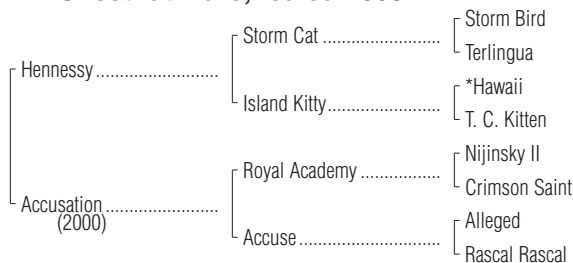 Storm Bird
Storm Cat
Terlingua
Hennessy
*Hawaii
Island Kitty
T. C. Kitten
Nijinsky II
Royal Academy
Crimson Saint
Accusation
(2000)
Alleged
Accuse
Rascal Rascal